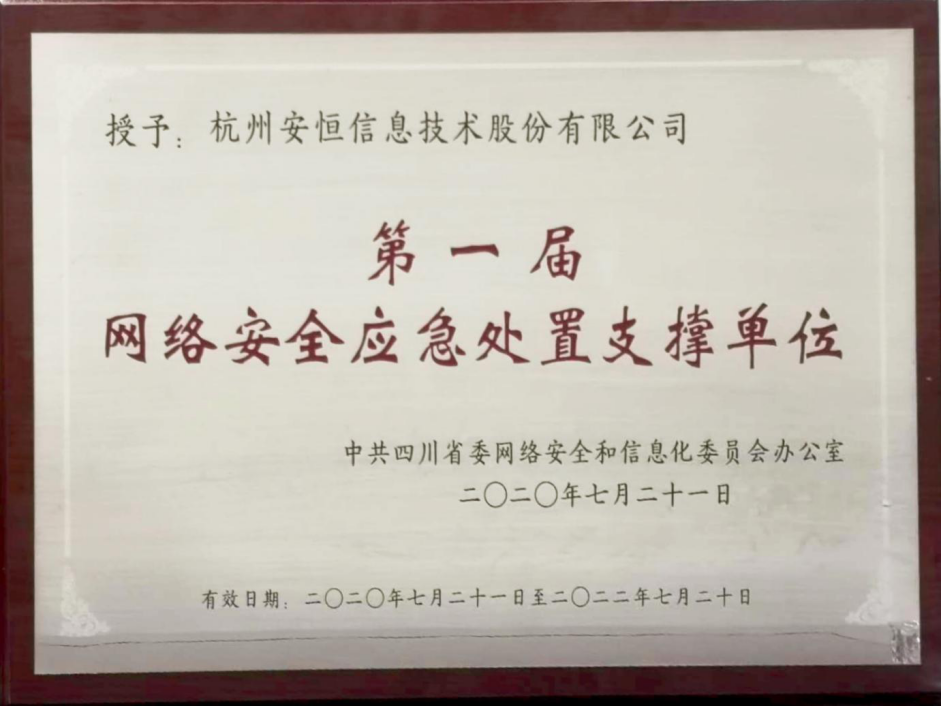 授予：杭州安恒信息技术股份有限公司
第一届
网络安全应急处置支撑单位
中共四川省委网络安全和信息化委员会办公室
二〇二〇年七月二十一日
有效日期：二〇二〇年七月二十一日至二〇二二年七月二十日